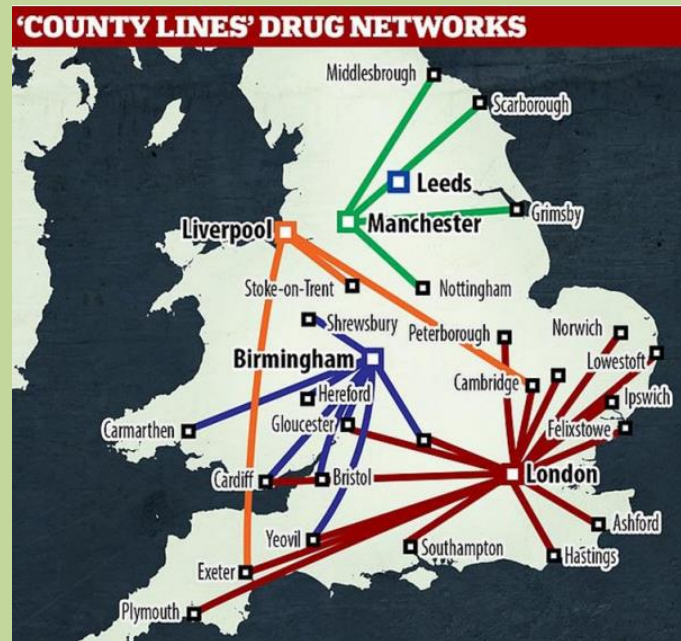 ‘COUNTY LINES’ DRUG NETWORKS
Middlesbrough
Scarborough
Leeds
Grimsby
Manchester
Liverpool
Stoke-on-Trent
Nottingham
Shrewsbury
Peterborough
Norwich
Birmingham
Lowestoft
Cambridge
Hereford
Ipswich
Gloucester
Carmarthen
Felixstowe
Cardiff
Bristol
London
Ashford
Yeovil
Southampton
Hastings
Exeter
Plymouth